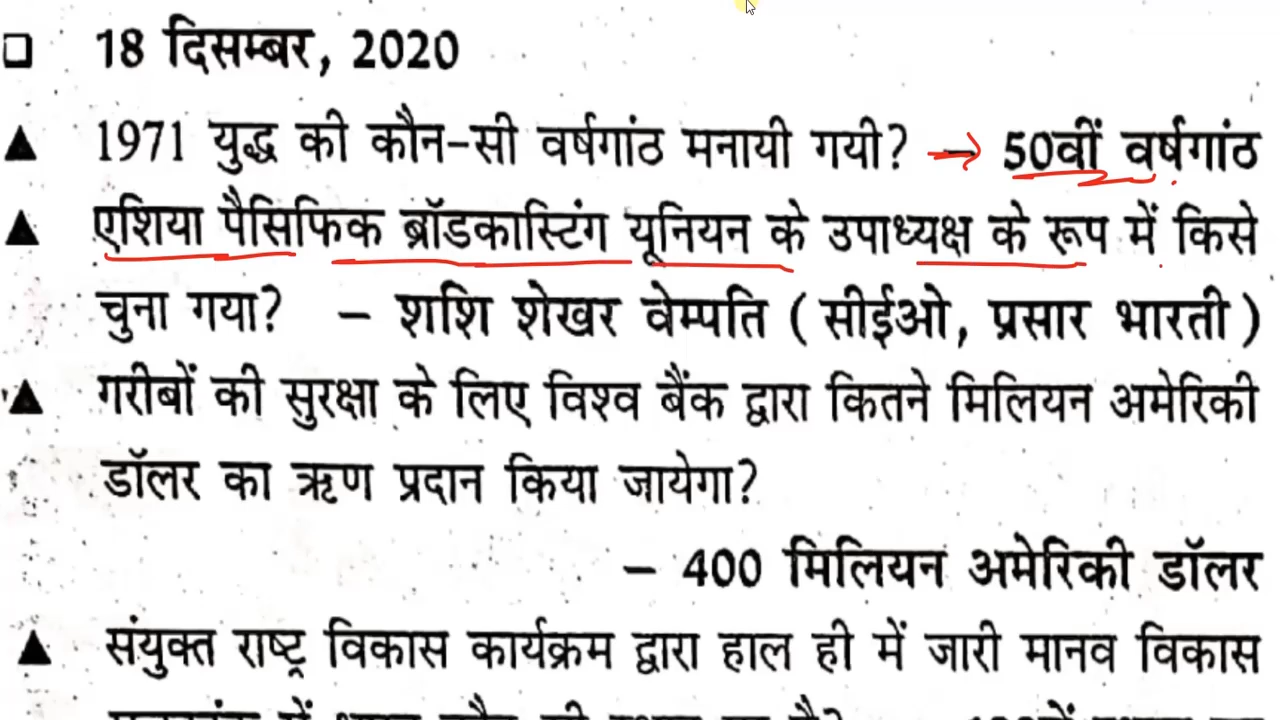 18 दिसम्बर, 2020
1971 युद्ध की कौन-सी वर्षगांठ मनायी गयी? – 50वीं वर्षगांठ
एशिया पैसिफिक ब्रॉडकास्टिंग यूनियन के उपाध्यक्ष के रूप में किसे
चुना गया? – शशि शेखर वेम्पति (सीईओ, प्रसार भारती)
गरीबों की सुरक्षा के लिए विश्व बैंक द्वारा कितने मिलियन अमेरिकी
डॉलर का ऋण प्रदान किया जायेगा?
– 400 मिलियन अमेरिकी डॉलर
संयुक्त राष्ट्र विकास कार्यक्रम द्वारा हाल ही में जारी मानव विकास